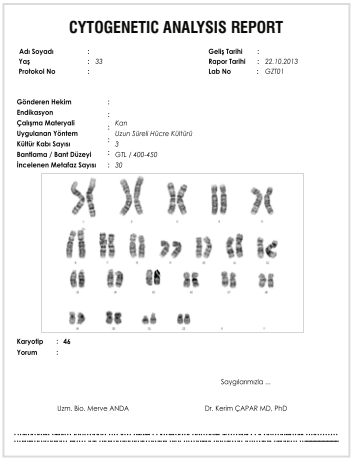 CYTOGENETIC ANALYSIS REPORT
Adı Soyadı :
Yaş : 33
Protokol No :
Geliş Tarihi :
Rapor Tarihi : 22.10.2013
Lab No : GZT01
Gönderen Hekim :
Endikasyon :
Çalışma Materyali : Kan
Uygulanan Yöntem : Uzun Süreli Hücre Kültürü
Kültür Kabı Sayısı : 3
Bantlama / Bant Düzeyi : GTL / 400-450
İncelenen Metafaz Sayısı : 30
Karyotip : 46
Yorum :
Saygılarımızla ...
Uzm. Bio. Merve ANDA
Dr. Kerim ÇAPAR MD, PhD